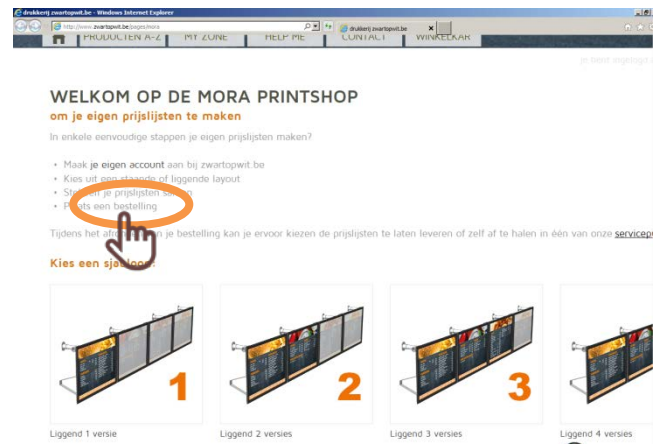 drukkerij zwartopwit.be - Windows Internet Explorer
http://www.zwartopwit.be/pages/mora
drukkerij zwartopwit.be
PRODUCTEN A-Z MY ZONE HELP ME CONTACT WINKELKAR
je bent ingelogd
WELKOM OP DE MORA PRINTSHOP
om je eigen prijslijsten te maken
In enkele eenvoudige stappen je eigen prijslijsten maken?
• Maak je eigen account aan bij zwartopwit.be
• Kies uit een staande of liggende layout
• Stel zelf je prijslijsten samen
• Plaats een bestelling
Tijdens het je bestelling kan je ervoor kiezen de prijslijsten te laten leveren of zelf af te halen in één van onze
Kies een sjabloon:
1
2
3
Liggend 1 versie
Liggend 2 versies
Liggend 3 versies
Liggend 4 versies